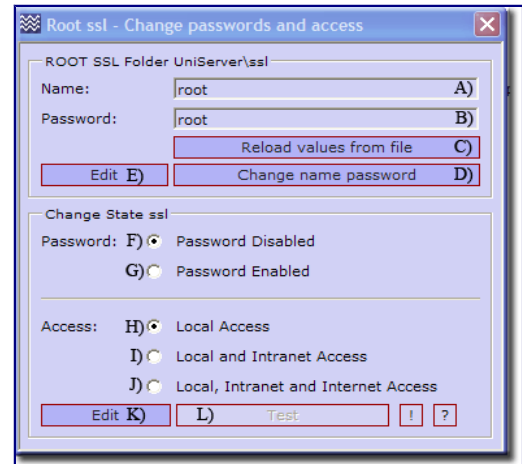 Root ssl - Change passwords and access
ROOT SSL Folder UniServer\ssl
Name: root A)
Password: root B)
Reload values from file C)
Edit E) Change name password D)
Change State ssl
Password: F) Password Disabled
G) Password Enabled
Access: H) Local Access
I) Local and Intranet Access
J) Local, Intranet and Internet Access
Edit K) L) Test ! ?